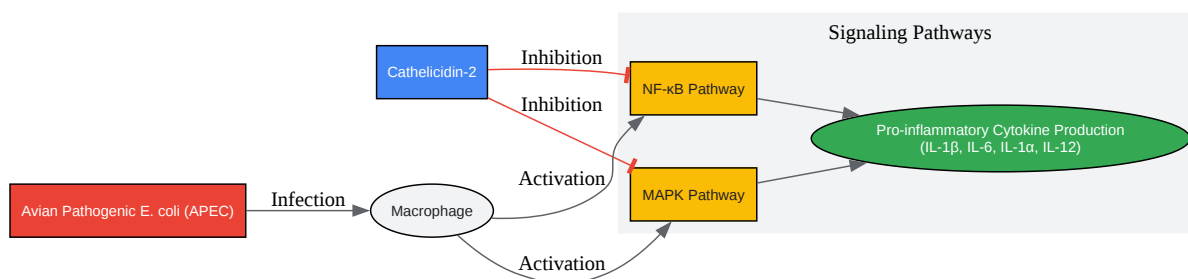 Signaling Pathways
Cathelicidin-2
Inhibition
NF-κB Pathway
Inhibition
Pro-inflammatory Cytokine Production
(IL-1β, IL-6, IL-1α, IL-12)
Activation
MAPK Pathway
Avian Pathogenic E. coli (APEC)
Infection
Macrophage
Activation